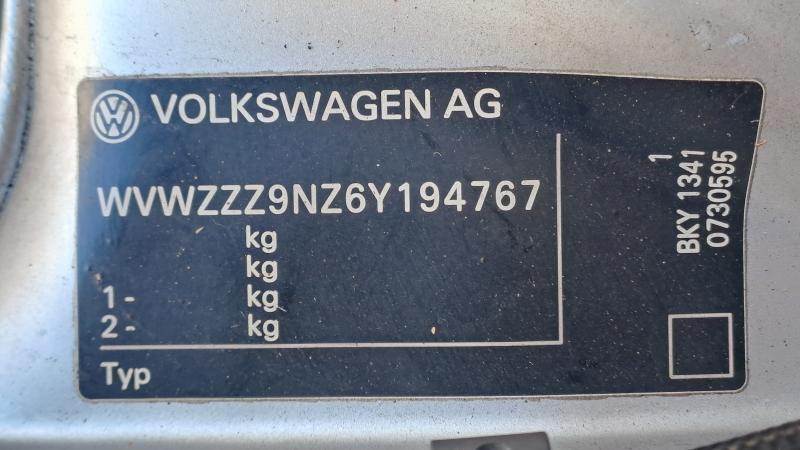 VOLKSWAGEN AG
WVWZZZ9NZ6Y194767
kg
kg
1 - kg
2 - kg
Typ
1
BKY 1341
0730595